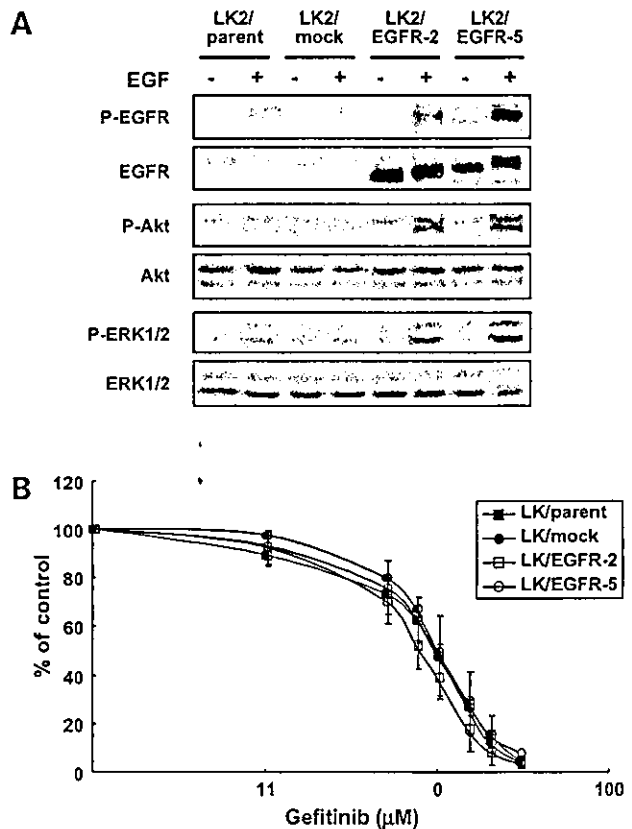 A
LK2/ LK2/ LK2/ LK2/
parent mock EGFR-2 EGFR-5
EGF - + - + - + - +
P-EGFR
EGFR
P-Akt
Akt
P-ERK1/2
ERK1/2
B
120
100
80
60
40
20
0
% of control
11 0 100
Gefitinib (μM)
LK/parent
LK/mock
LK/EGFR-2
LK/EGFR-5